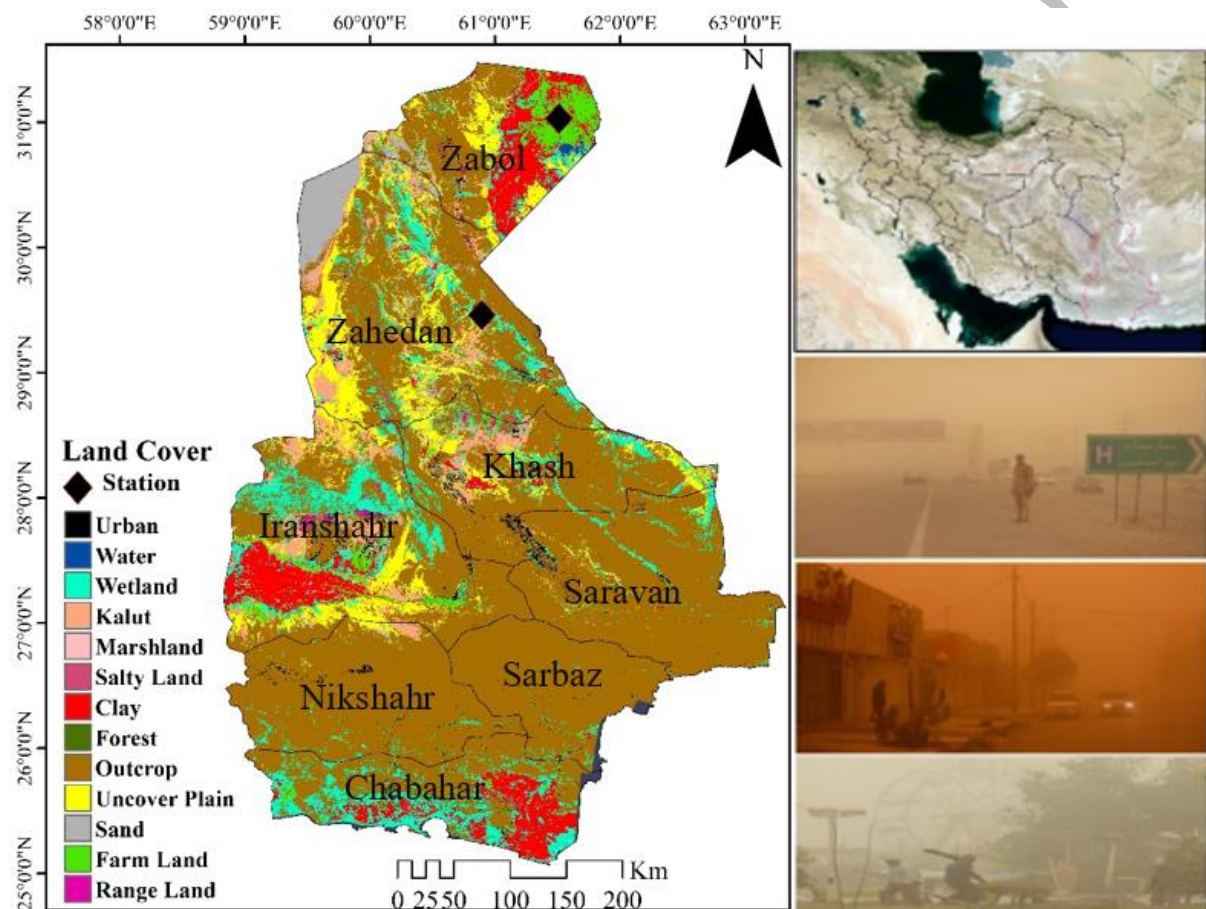 58°0'0"E 59°0'0"E 60°0'0"E 61°0'0"E 62°0'0"E 63°0'0"E
N
31°0'0"N
30°0'0"N
29°0'0"N
28°0'0"N
27°0'0"N
26°0'0"N
25°0'0"N
Zabol
Zahedan
Khash
Iranshahr
Saravan
Sarbaz
Nikshahr
Chabahar
Land Cover
Station
Urban
Water
Wetland
Kalut
Marshland
Salty Land
Clay
Forest
Outcrop
Uncover Plain
Sand
Farm Land
Range Land
Km
0 25 50 100 150 200
H